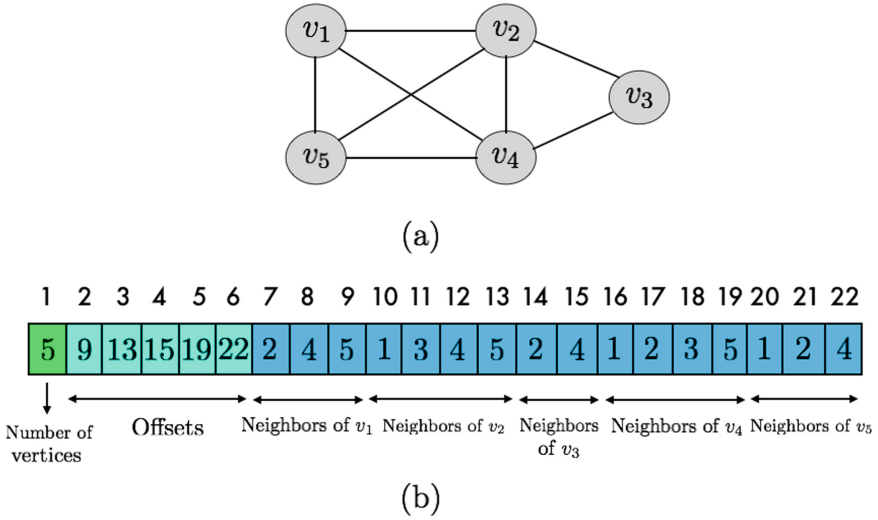 v1 v2
v3
v5 v4
(a)
1 2 3 4 5 6 7 8 9 10 11 12 13 14 15 16 17 18 19 20 21 22
5 9 13 15 19 22 2 4 5 1 3 4 5 2 4 1 2 3 5 1 2 4
Number of
vertices
Offsets
Neighbors of v1
Neighbors of v2
Neighbors
of v3
Neighbors of v4
Neighbors of v5
(b)